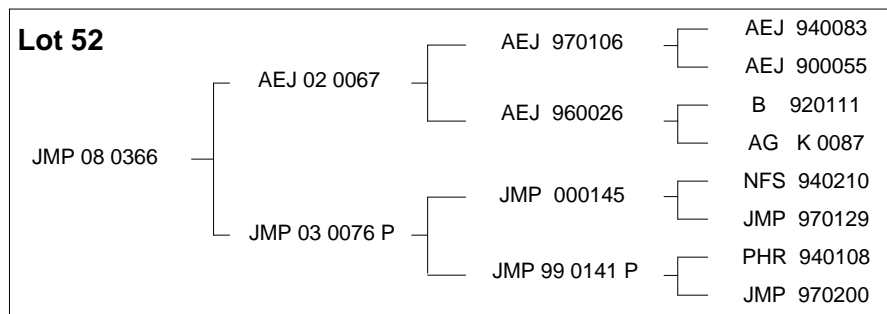 Lot 52
AEJ 940083
AEJ 970106
AEJ 900055
AEJ 02 0067
B 920111
AEJ 960026
AG K 0087
JMP 08 0366
NFS 940210
JMP 000145
JMP 970129
JMP 03 0076 P
PHR 940108
JMP 99 0141 P
JMP 970200